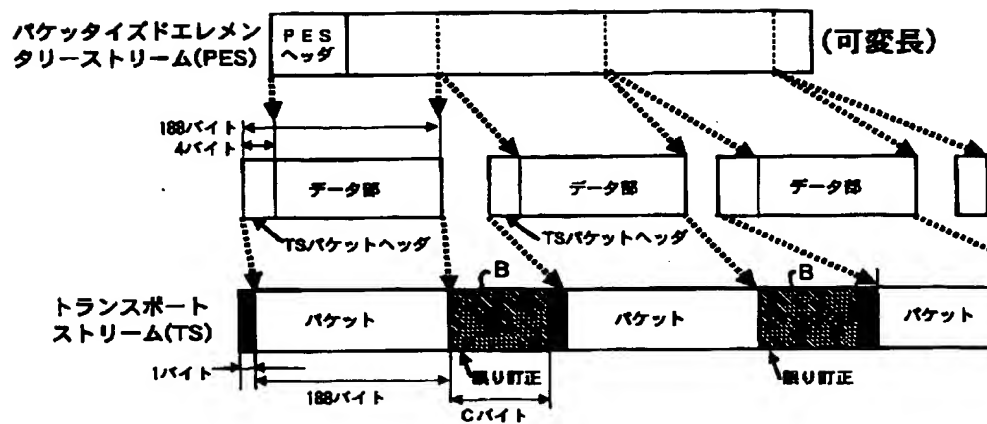 パケッタイズドエレメン
タリーストリーム(PES)
PES
ヘッダ
(可変長)
188バイト
4バイト
データ部
データ部
データ部
TSパケットヘッダ
TSパケットヘッダ
B
B
トランスポート
ストリーム(TS)
パケット
パケット
パケット
1バイト
188バイト
誤り訂正
Cバイト
誤り訂正